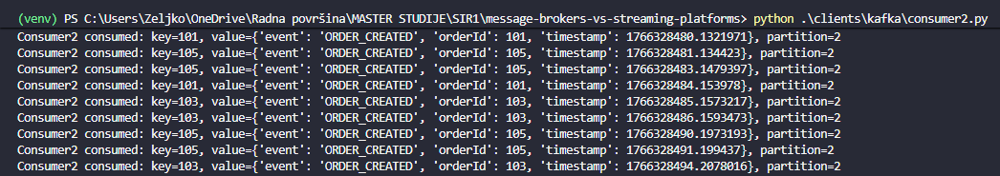 (venv) PS C:\Users\Zeljko\OneDrive\Radna površina\MASTER STUDIJE\SIR1\message-brokers-vs-streaming-platforms> python .\clients\kafka\consumer2.py
Consumer2 consumed: key=101, value={'event': 'ORDER_CREATED', 'orderId': 101, 'timestamp': 1766328480.1321971}, partition=2
Consumer2 consumed: key=105, value={'event': 'ORDER_CREATED', 'orderId': 105, 'timestamp': 1766328481.134423}, partition=2
Consumer2 consumed: key=105, value={'event': 'ORDER_CREATED', 'orderId': 105, 'timestamp': 1766328483.1479397}, partition=2
Consumer2 consumed: key=101, value={'event': 'ORDER_CREATED', 'orderId': 101, 'timestamp': 1766328484.153978}, partition=2
Consumer2 consumed: key=103, value={'event': 'ORDER_CREATED', 'orderId': 103, 'timestamp': 1766328485.1573217}, partition=2
Consumer2 consumed: key=103, value={'event': 'ORDER_CREATED', 'orderId': 103, 'timestamp': 1766328486.1593473}, partition=2
Consumer2 consumed: key=105, value={'event': 'ORDER_CREATED', 'orderId': 105, 'timestamp': 1766328490.1973193}, partition=2
Consumer2 consumed: key=105, value={'event': 'ORDER_CREATED', 'orderId': 105, 'timestamp': 1766328491.199437}, partition=2
Consumer2 consumed: key=103, value={'event': 'ORDER_CREATED', 'orderId': 103, 'timestamp': 1766328494.2078016}, partition=2